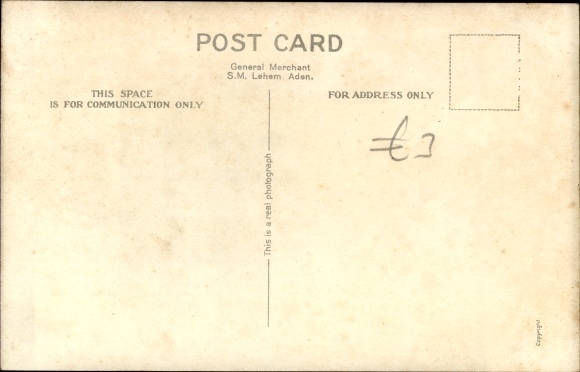 POST CARD
General Merchant
S.M. Lehem, Aden.
THIS SPACE
IS FOR COMMUNICATION ONLY
FOR ADDRESS ONLY
£3
This is a real photograph
Copyright